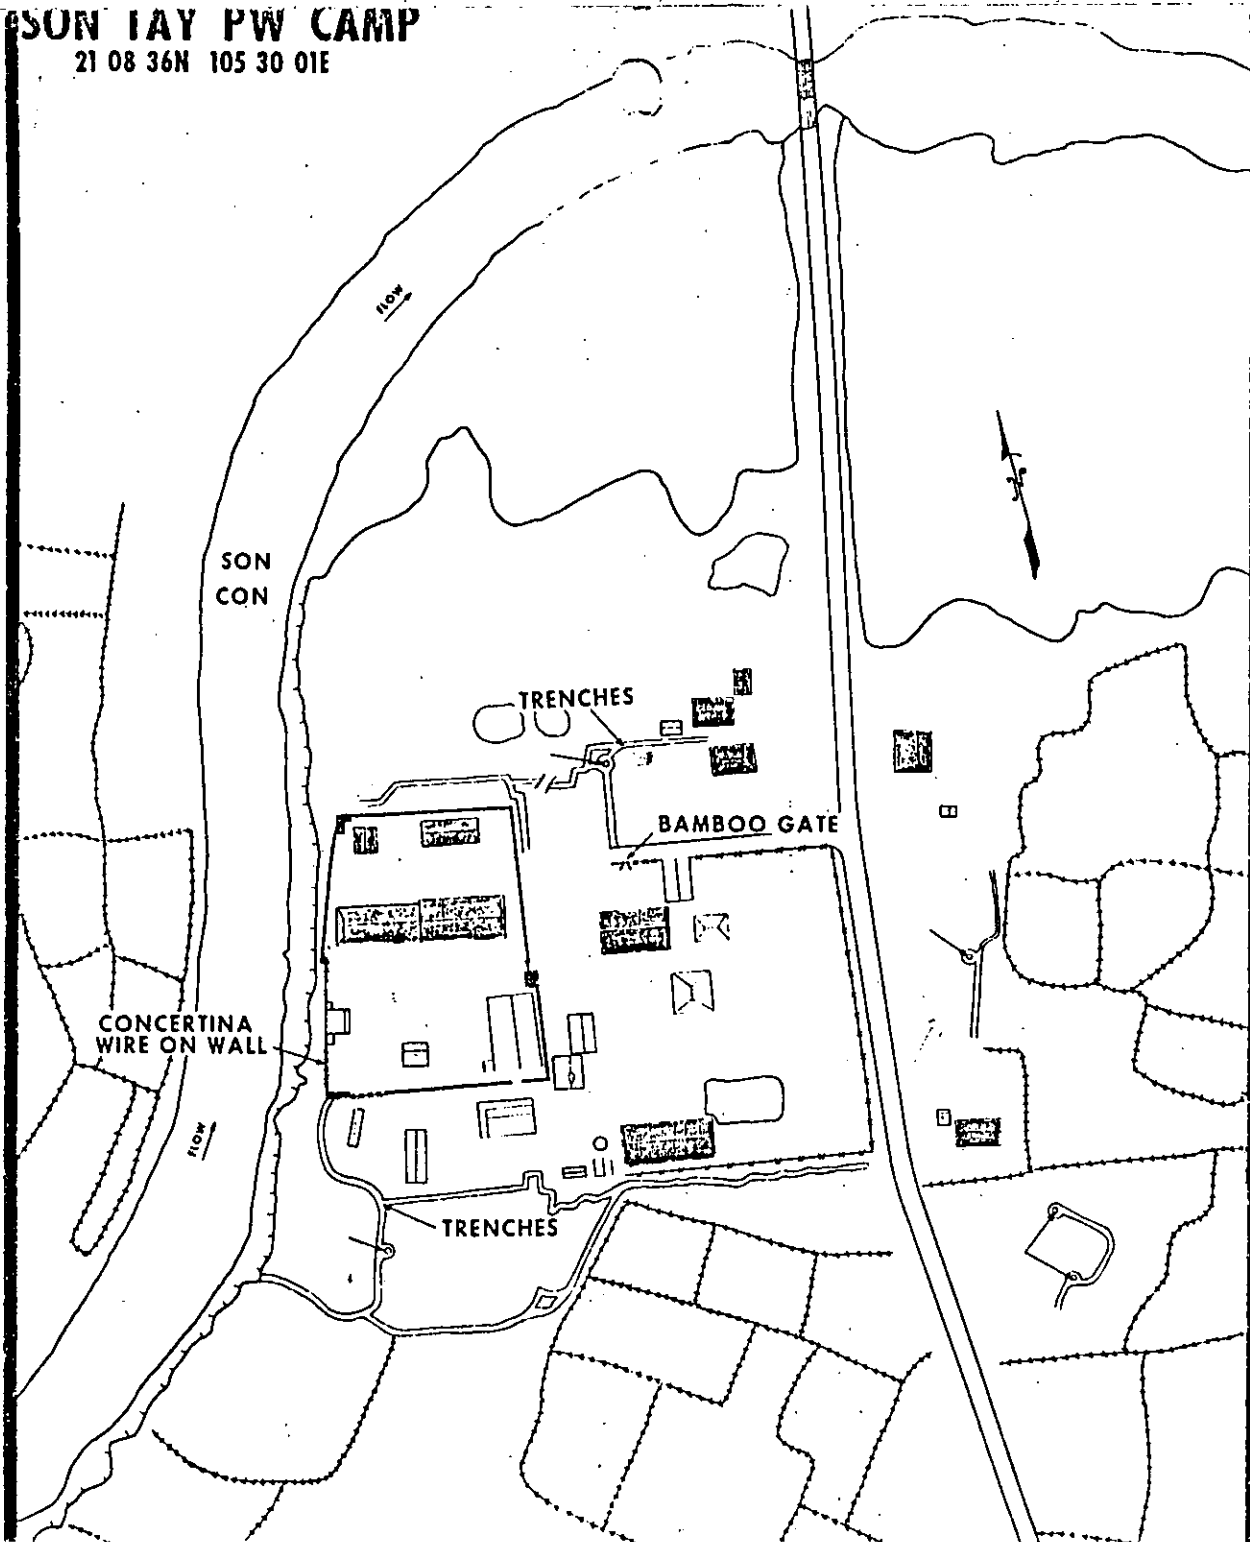 SON TAY PW CAMP
21 08 36N 105 30 01E
FLOW
SON
CON
TRENCHES
BAMBOO GATE
CONCERTINA
WIRE ON WALL
FLOW
TRENCHES